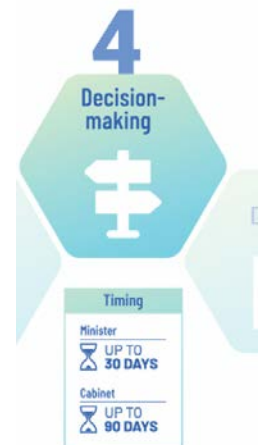 4
Decision-
making
Timing
Minister
UP TO
30 DAYS
Cabinet
UP TO
90 DAYS